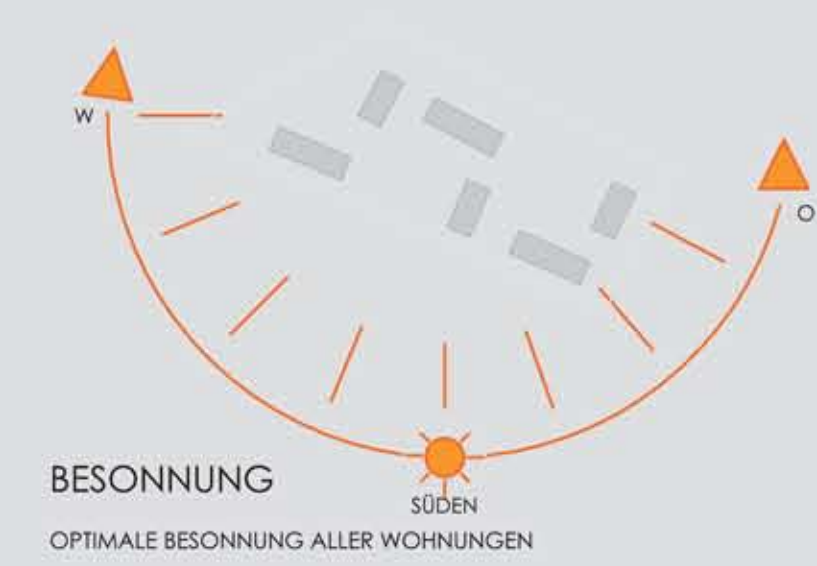 W
O
SÜDEN
BESONNUNG
OPTIMALE BESONNUNG ALLER WOHNUNGEN